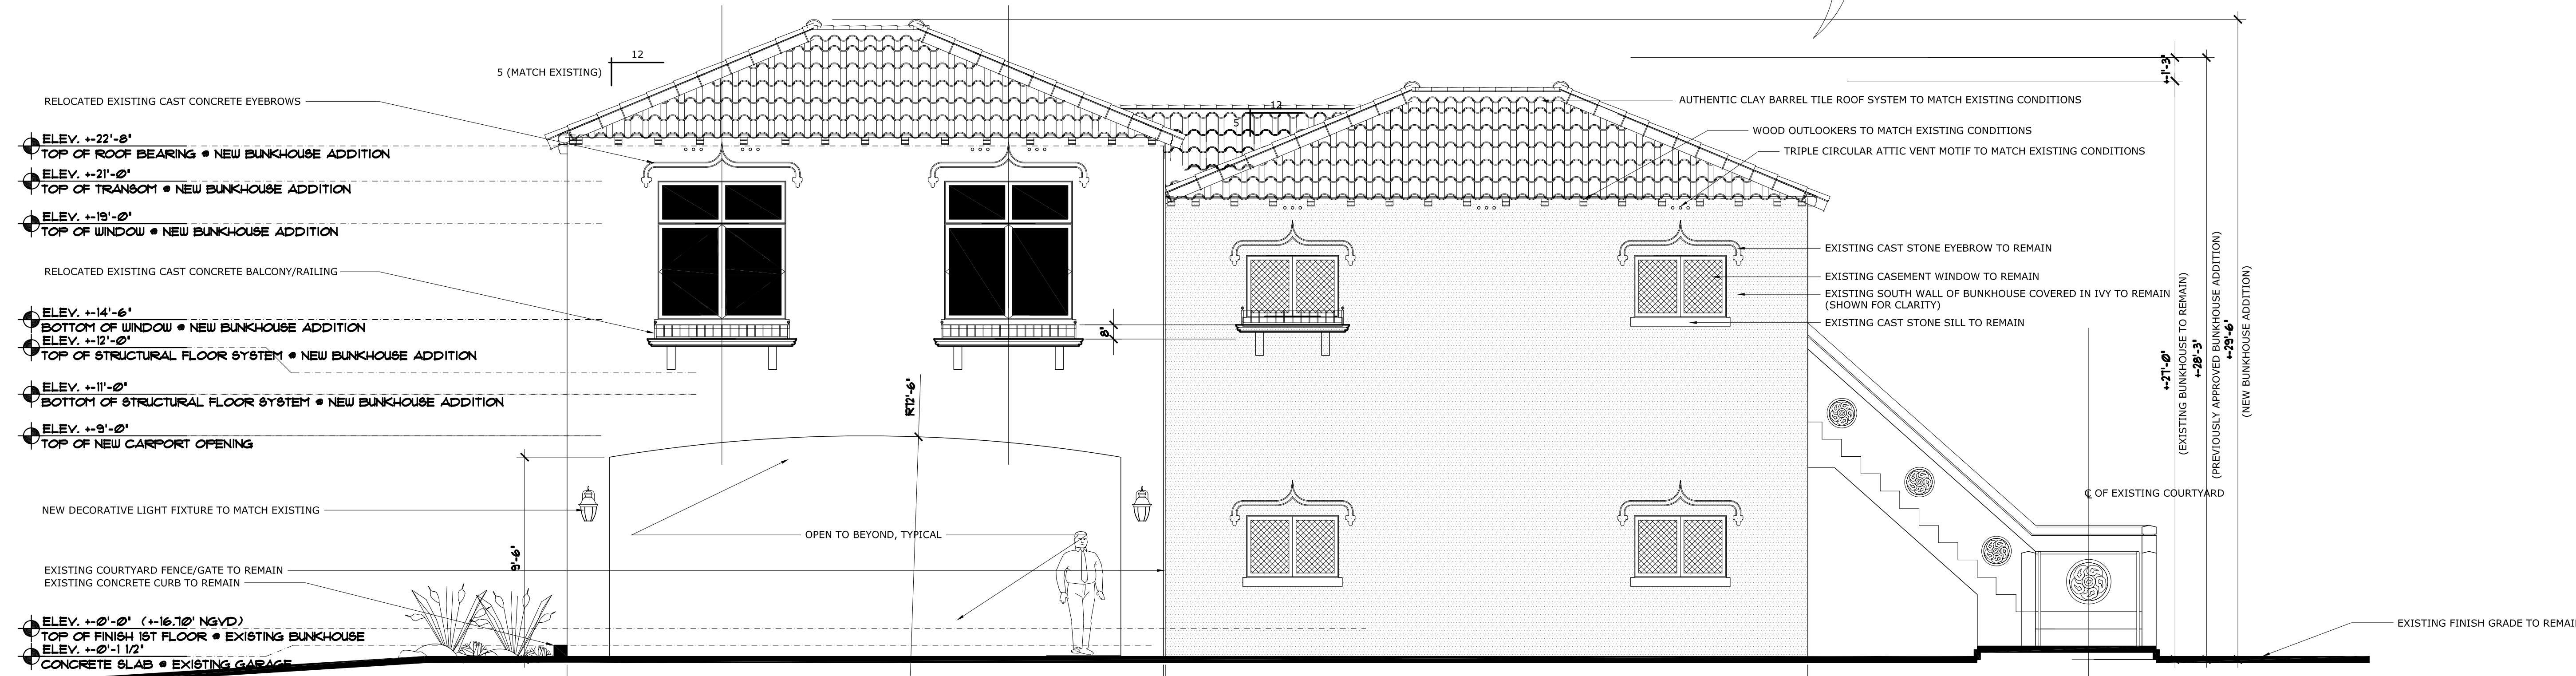 12
5 (MATCH EXISTING)
RELOCATED EXISTING CAST CONCRETE EYEBROWS
ELEV. +-22'-8"
TOP OF ROOF BEARING @ NEW BUNKHOUSE ADDITION
ELEV. +-21'-0"
TOP OF TRANSOM @ NEW BUNKHOUSE ADDITION
ELEV. +-19'-0"
TOP OF WINDOW @ NEW BUNKHOUSE ADDITION
RELOCATED EXISTING CAST CONCRETE BALCONY/RAILING
ELEV. +-14'-6"
BOTTOM OF WINDOW @ NEW BUNKHOUSE ADDITION
ELEV. +-12'-0"
TOP OF STRUCTURAL FLOOR SYSTEM @ NEW BUNKHOUSE ADDITION
ELEV. +-11'-0"
BOTTOM OF STRUCTURAL FLOOR SYSTEM @ NEW BUNKHOUSE ADDITION
ELEV. +-9'-0"
TOP OF NEW CARPORT OPENING
NEW DECORATIVE LIGHT FIXTURE TO MATCH EXISTING
9'-6"
EXISTING COURTYARD FENCE/GATE TO REMAIN
EXISTING CONCRETE CURB TO REMAIN
ELEV. +-0'-0" (+-16.70' NGVD)
TOP OF FINISH 1ST FLOOR @ EXISTING BUNKHOUSE
ELEV. +-0'-1 1/2"
CONCRETE SLAB @ EXISTING GARAGE
R72'-6"
OPEN TO BEYOND, TYPICAL
8"
12
5
AUTHENTIC CLAY BARREL TILE ROOF SYSTEM TO MATCH EXISTING CONDITIONS
WOOD OUTLOOKERS TO MATCH EXISTING CONDITIONS
TRIPLE CIRCULAR ATTIC VENT MOTIF TO MATCH EXISTING CONDITIONS
EXISTING CAST STONE EYEBROW TO REMAIN
EXISTING CASEMENT WINDOW TO REMAIN
EXISTING SOUTH WALL OF BUNKHOUSE COVERED IN IVY TO REMAIN
(SHOWN FOR CLARITY)
EXISTING CAST STONE SILL TO REMAIN
+-1'-3"
+-27'-0"
(EXISTING BUNKHOUSE TO REMAIN)
+-28'-3"
(PREVIOUSLY APPROVED BUNKHOUSE ADDITION)
+-29'-6"
(NEW BUNKHOUSE ADDITION)
℄ OF EXISTING COURTYARD
EXISTING FINISH GRADE TO REMAI